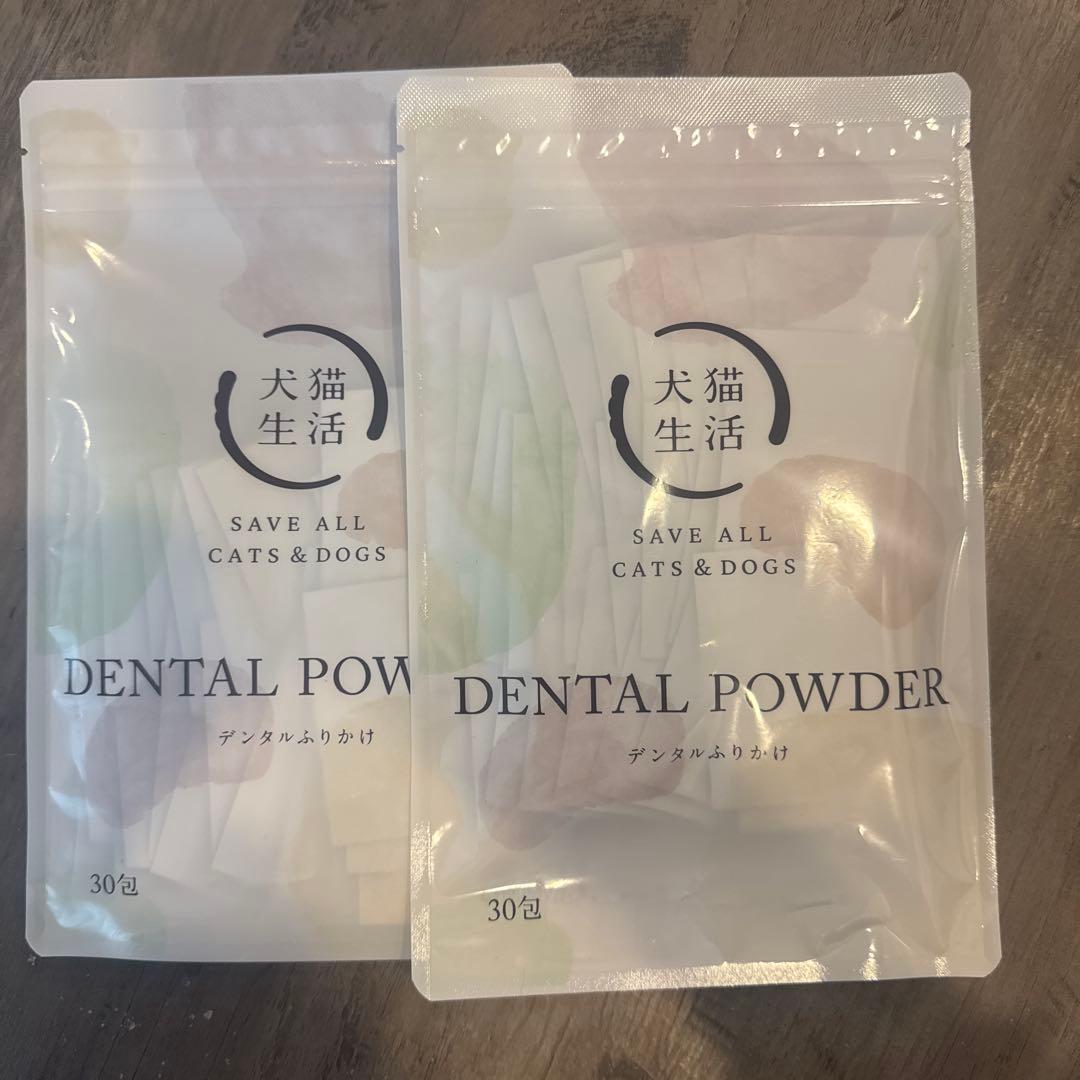 犬猫
生活
SAVE ALL
CATS & DOGS
DENTAL POW
デンタルふりかけ
30包
犬猫
生活
SAVE ALL
CATS & DOGS
DENTAL POWDER
デンタルふりかけ
30包